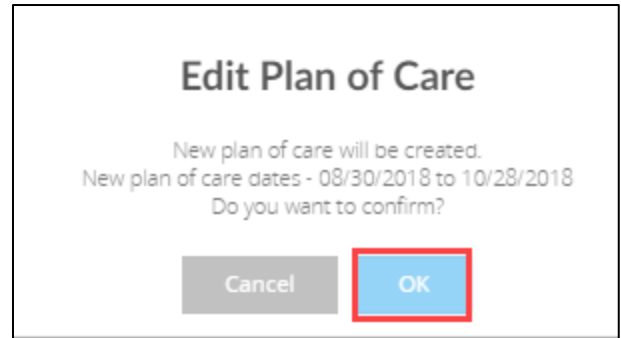 Edit Plan of Care
New plan of care will be created.
New plan of care dates - 08/30/2018 to 10/28/2018
Do you want to confirm?
Cancel OK